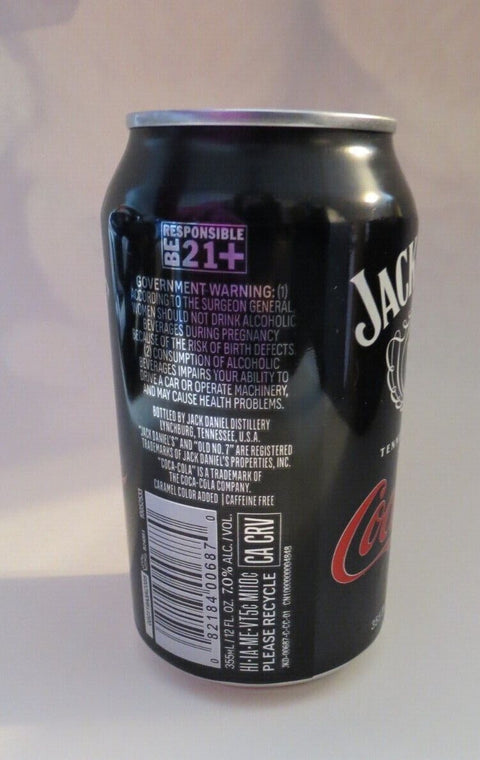 BE RESPONSIBLE
21+
GOVERNMENT WARNING: (1)
ACCORDING TO THE SURGEON GENERAL,
WOMEN SHOULD NOT DRINK ALCOHOLIC
BEVERAGES DURING PREGNANCY
BECAUSE OF THE RISK OF BIRTH DEFECTS.
(2) CONSUMPTION OF ALCOHOLIC
BEVERAGES IMPAIRS YOUR ABILITY TO
DRIVE A CAR OR OPERATE MACHINERY,
AND MAY CAUSE HEALTH PROBLEMS.
BOTTLED BY JACK DANIEL DISTILLERY
LYNCHBURG, TENNESSEE, U.S.A.
"JACK DANIEL'S" AND "OLD NO. 7" ARE REGISTERED
TRADEMARKS OF JACK DANIEL'S PROPERTIES, INC.
"COCA-COLA" IS A TRADEMARK OF
THE COCA-COLA COMPANY.
CARAMEL COLOR ADDED | CAFFEINE FREE
0 82184 00687 0
355ML / 12 FL. OZ. 7.0% ALC./VOL.
HI·IA·ME·VT5¢ MI10¢
PLEASE RECYCLE
CA CRV
JACK
TENN
Co